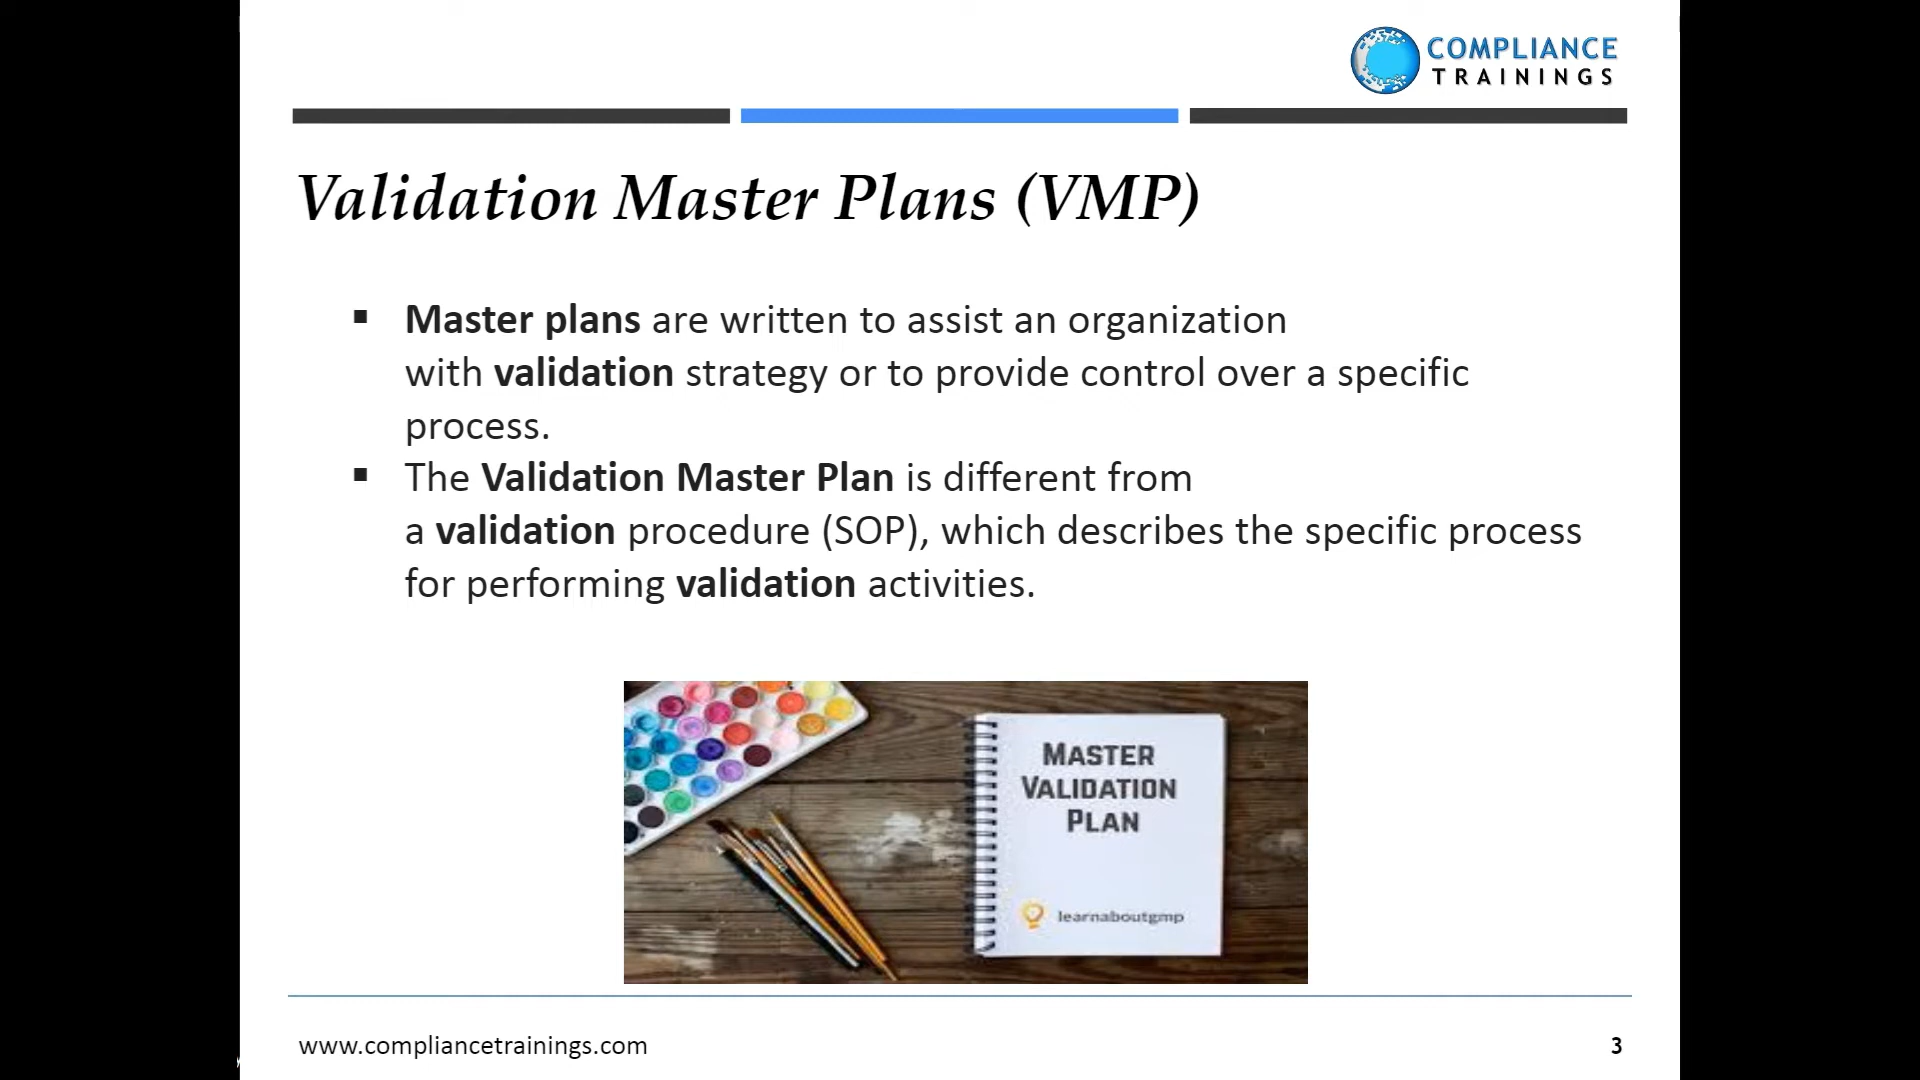 COMPLIANCE
TRAININGS
Validation Master Plans (VMP)
▪ Master plans are written to assist an organization
with validation strategy or to provide control over a specific
process.
▪ The Validation Master Plan is different from
a validation procedure (SOP), which describes the specific process
for performing validation activities.
MASTER
VALIDATION
PLAN
learnaboutgmp
www.compliancetrainings.com
3